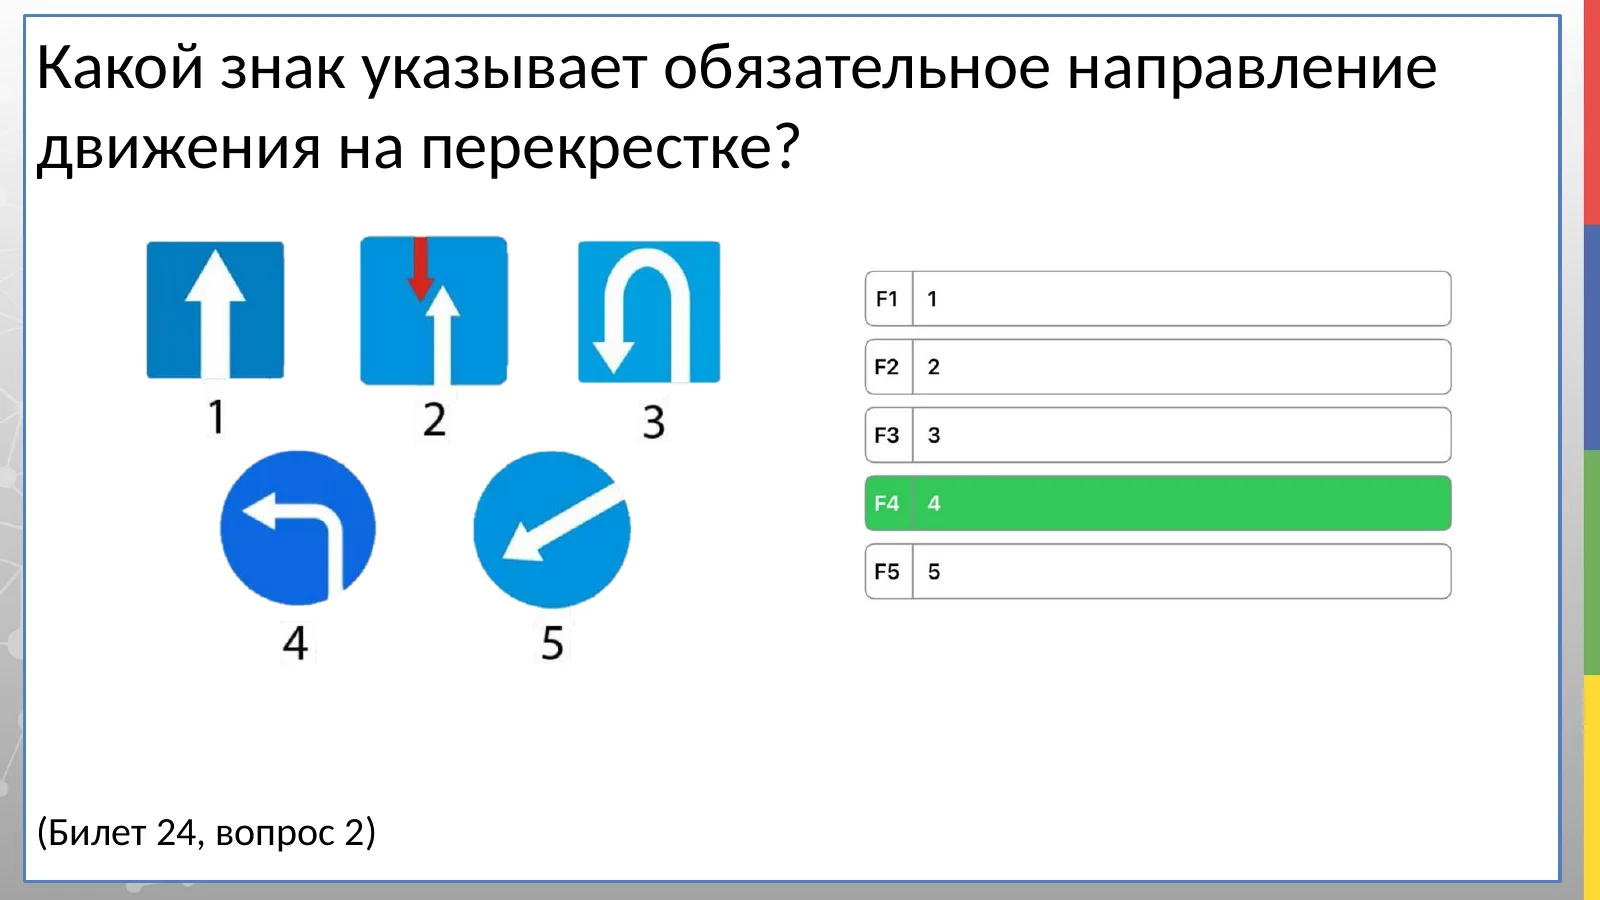 Какой знак указывает обязательное направление
движения на перекрестке?
1
2
3
4
5
F1 1
F2 2
F3 3
F4 4
F5 5
(Билет 24, вопрос 2)